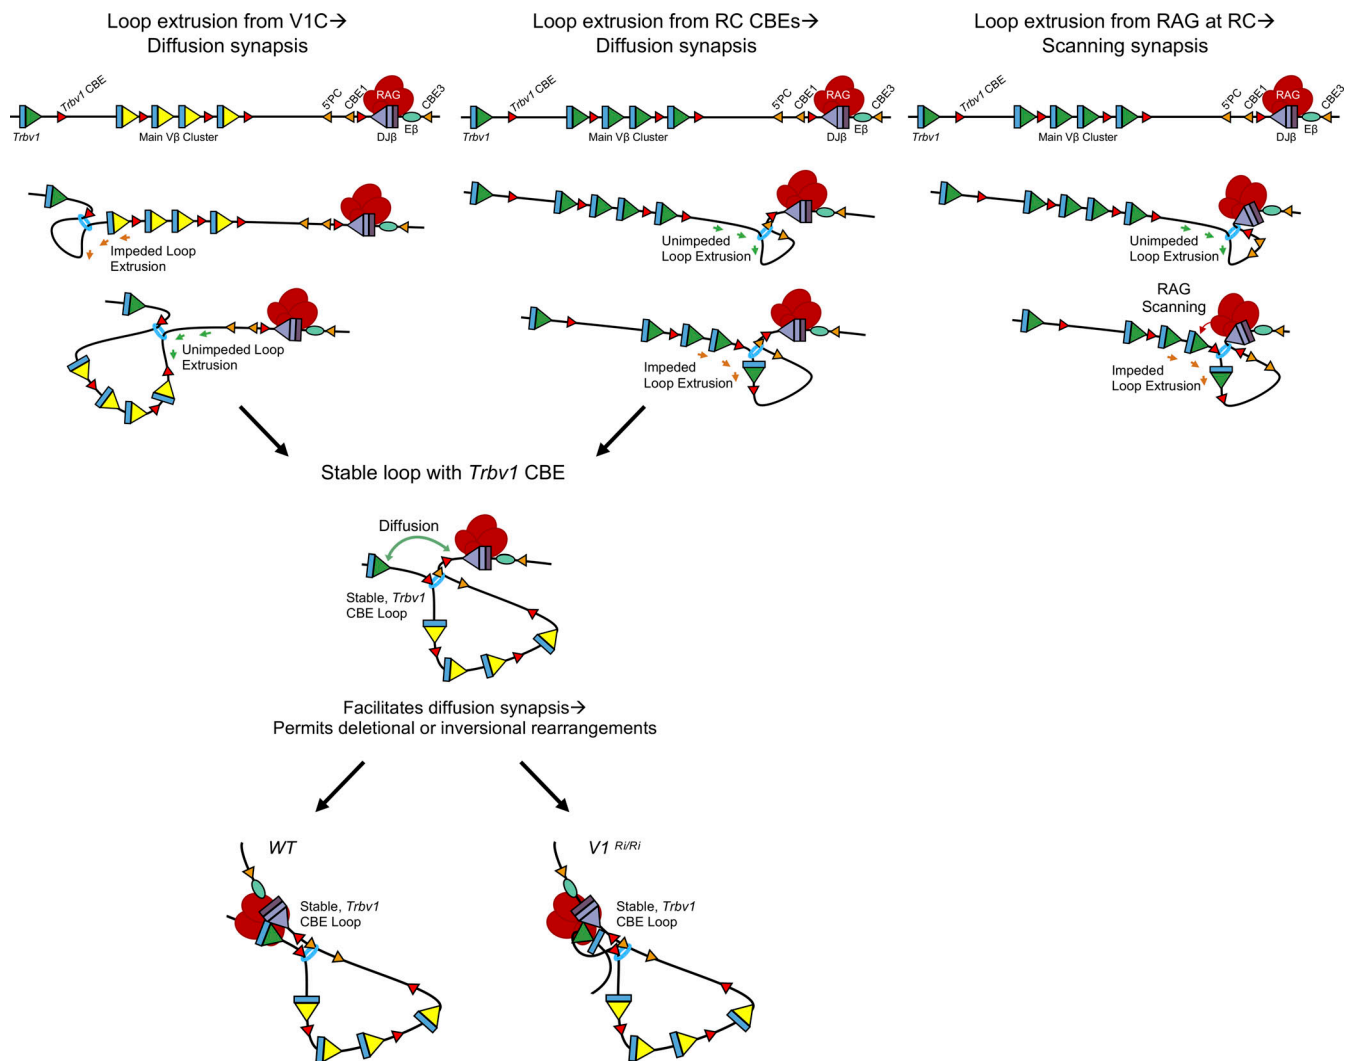 Loop extrusion from V1C→
Diffusion synapsis
Loop extrusion from RC CBEs→
Diffusion synapsis
Loop extrusion from RAG at RC→
Scanning synapsis
Trbv1 CBE
5'PC
CBE1
RAG
CBE3
Trbv1
Main Vβ Cluster
DJβ
Eβ
Trbv1 CBE
5'PC
CBE1
RAG
CBE3
Trbv1
Main Vβ Cluster
DJβ
Eβ
Trbv1 CBE
5'PC
CBE1
RAG
CBE3
Trbv1
Main Vβ Cluster
DJβ
Eβ
Impeded Loop
Extrusion
Unimpeded
Loop Extrusion
Unimpeded
Loop Extrusion
Unimpeded Loop
Extrusion
Impeded
Loop Extrusion
RAG
Scanning
Impeded
Loop Extrusion
Stable loop with Trbv1 CBE
Diffusion
Stable, Trbv1
CBE Loop
Facilitates diffusion synapsis→
Permits deletional or inversional rearrangements
WT
Stable, Trbv1
CBE Loop
V1 Ri/Ri
Stable, Trbv1
CBE Loop